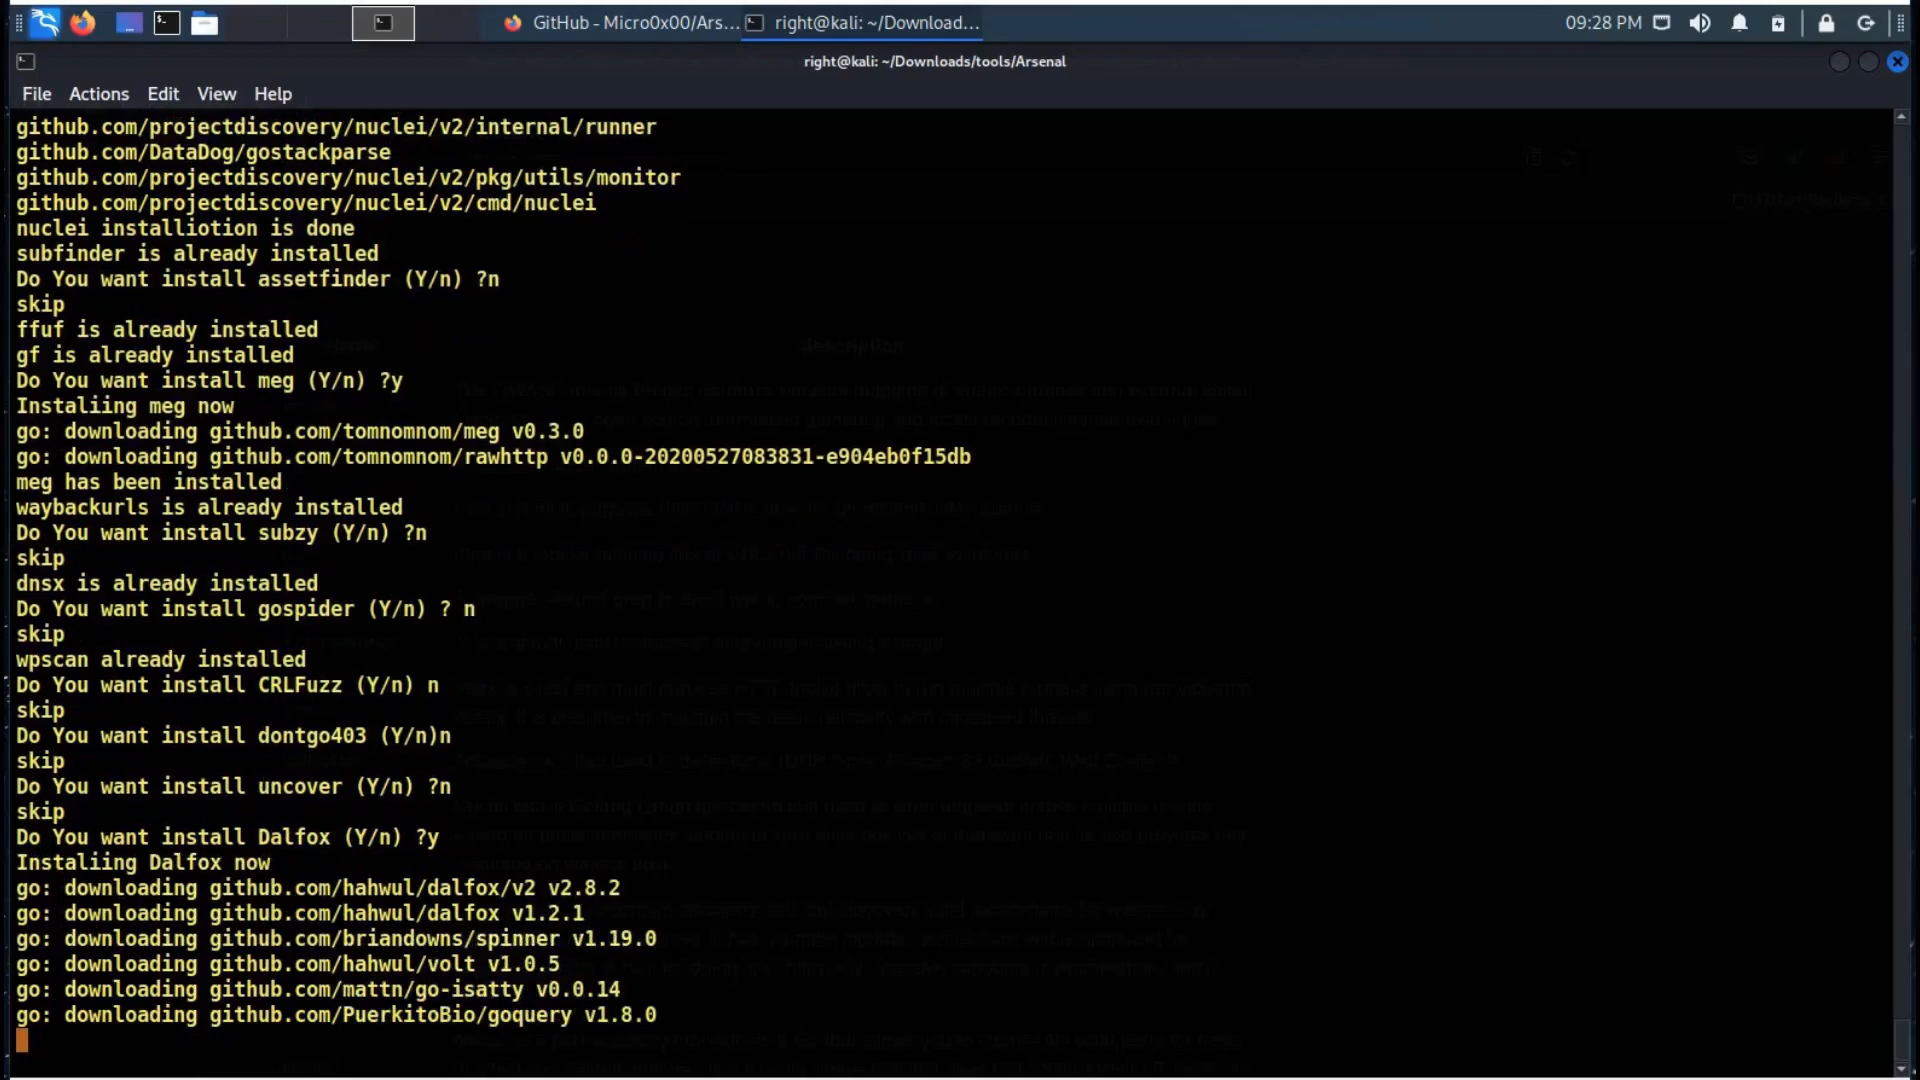 GitHub - Micro0x00/Ars...
right@kali: ~/Download...
09:28 PM
right@kali: ~/Downloads/tools/Arsenal
File Actions Edit View Help
github.com/projectdiscovery/nuclei/v2/internal/runner
github.com/DataDog/gostackparse
github.com/projectdiscovery/nuclei/v2/pkg/utils/monitor
github.com/projectdiscovery/nuclei/v2/cmd/nuclei
nuclei installiotion is done
subfinder is already installed
Do You want install assetfinder (Y/n) ?n
skip
ffuf is already installed
gf is already installed
Do You want install meg (Y/n) ?y
Instaliing meg now
go: downloading github.com/tomnomnom/meg v0.3.0
go: downloading github.com/tomnomnom/rawhttp v0.0.0-20200527083831-e904eb0f15db
meg has been installed
waybackurls is already installed
Do You want install subzy (Y/n) ?n
skip
dnsx is already installed
Do You want install gospider (Y/n) ? n
skip
wpscan already installed
Do You want install CRLFuzz (Y/n) n
skip
Do You want install dontgo403 (Y/n)n
skip
Do You want install uncover (Y/n) ?n
skip
Do You want install Dalfox (Y/n) ?y
Instaliing Dalfox now
go: downloading github.com/hahwul/dalfox/v2 v2.8.2
go: downloading github.com/hahwul/dalfox v1.2.1
go: downloading github.com/briandowns/spinner v1.19.0
go: downloading github.com/hahwul/volt v1.0.5
go: downloading github.com/mattn/go-isatty v0.0.14
go: downloading github.com/PuerkitoBio/goquery v1.8.0